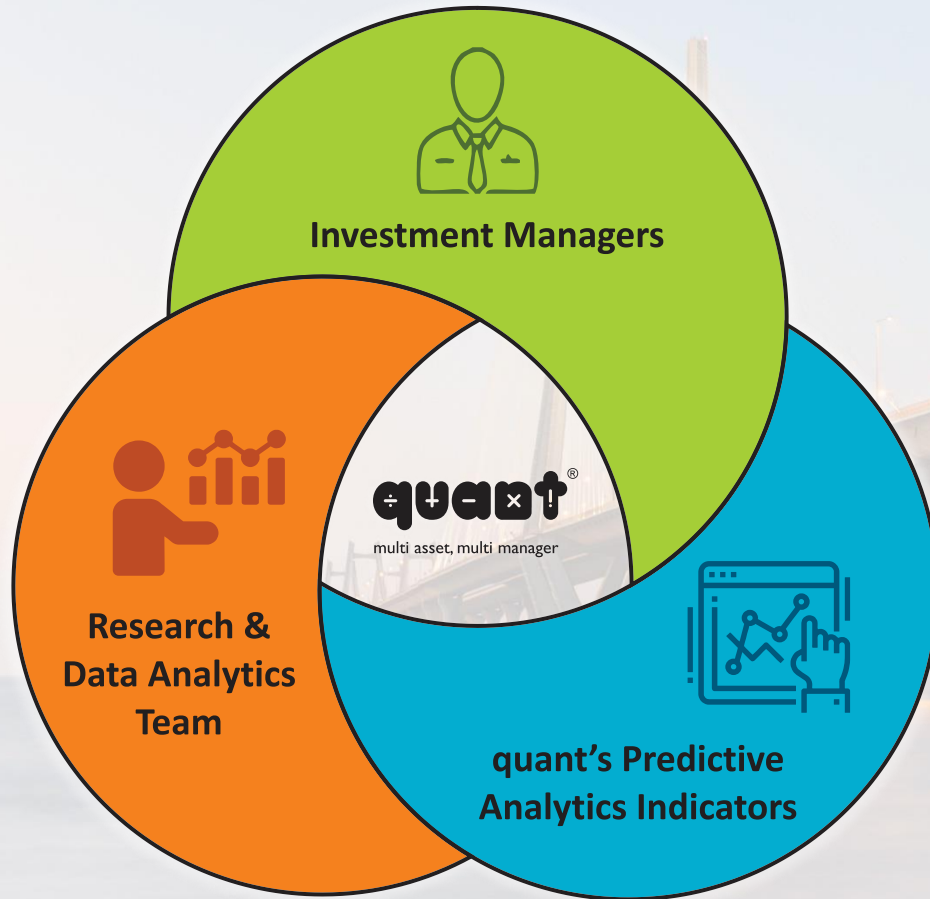 Investment Managers
quant®
multi asset, multi manager
Research &
Data Analytics
Team
quant’s Predictive
Analytics Indicators